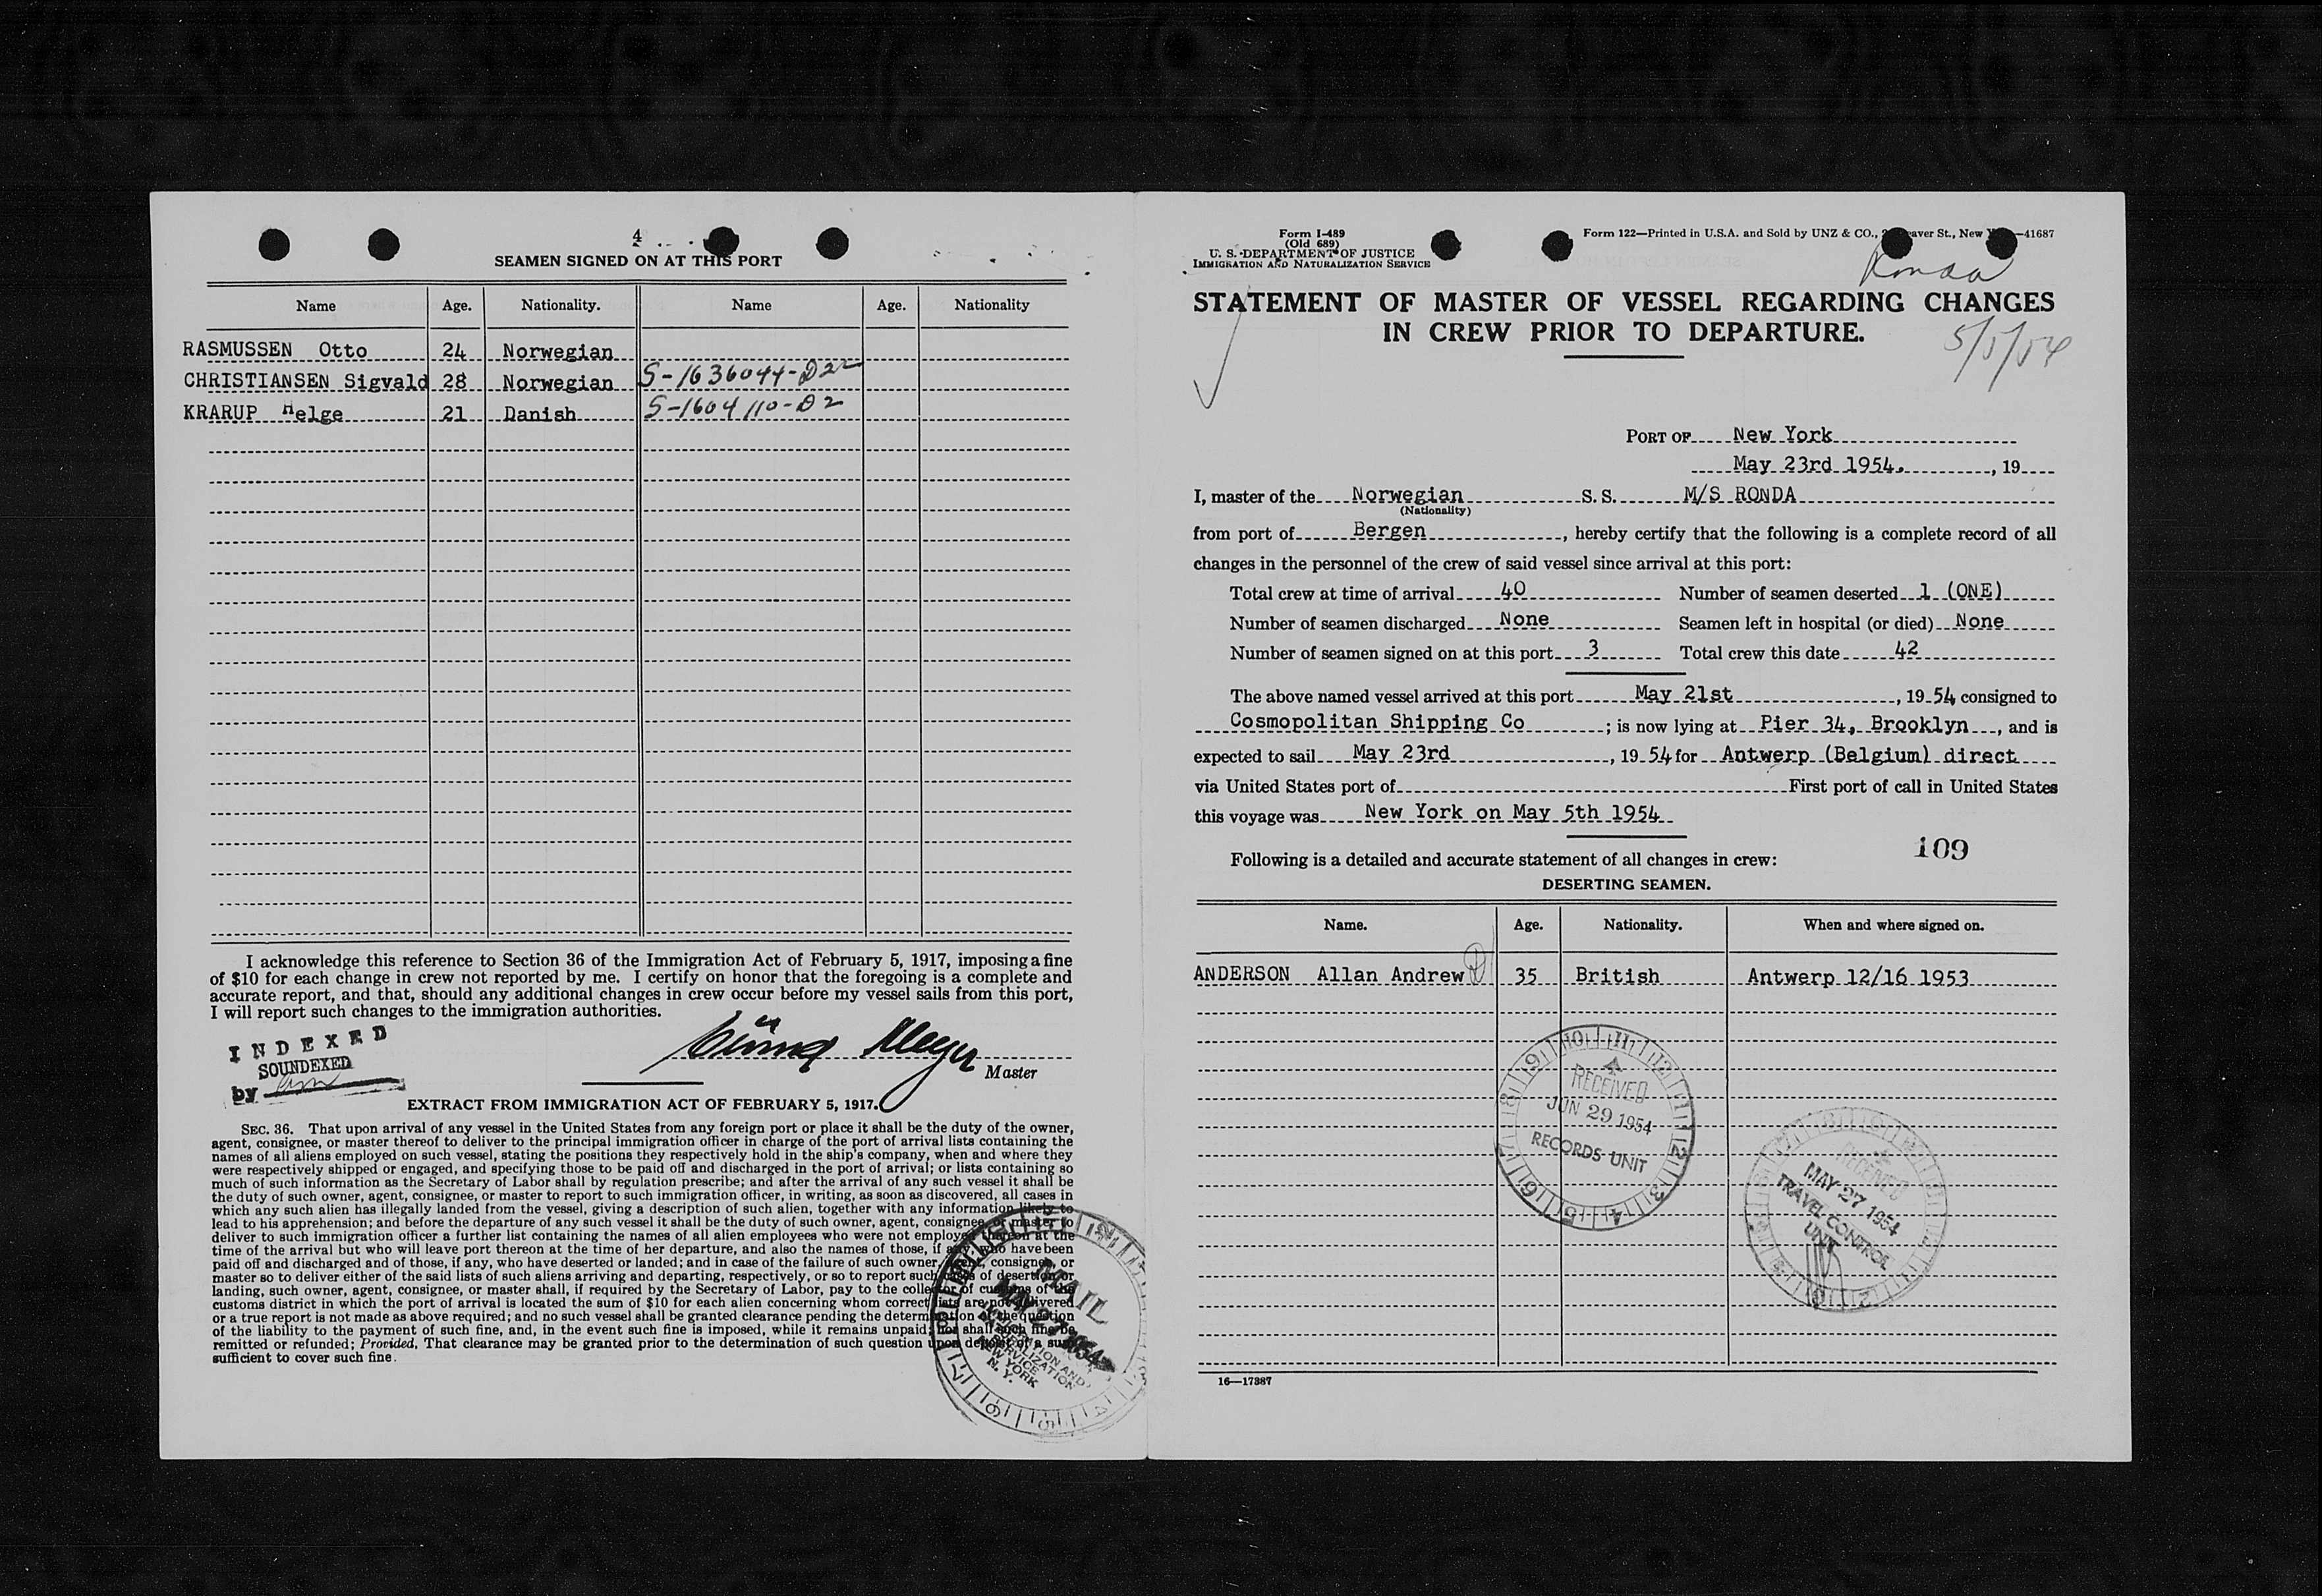 4
SEAMEN SIGNED ON AT THIS PORT
Name Age. Nationality. Name Age. Nationality
RASMUSSEN Otto 24 Norwegian
CHRISTIANSEN Sigvald 28 Norwegian S-1636044-D22
KRARUP Helge 21 Danish S-1604110-D2
I acknowledge this reference to Section 36 of the Immigration Act of February 5, 1917, imposing a fine
of $10 for each change in crew not reported by me. I certify on honor that the foregoing is a complete and
accurate report, and that, should any additional changes in crew occur before my vessel sails from this port,
I will report such changes to the immigration authorities.
INDEXED
SOUNDEXED
by
Meyer
Master
EXTRACT FROM IMMIGRATION ACT OF FEBRUARY 5, 1917.
SEC. 36. That upon arrival of any vessel in the United States from any foreign port or place it shall be the duty of the owner,
agent, consignee, or master thereof to deliver to the principal immigration officer in charge of the port of arrival lists containing the
names of all aliens employed on such vessel, stating the positions they respectively hold in the ship's company, when and where they
were respectively shipped or engaged, and specifying those to be paid off and discharged in the port of arrival; or lists containing so
much of such information as the Secretary of Labor shall by regulation prescribe; and after the arrival of any such vessel it shall be
the duty of such owner, agent, consignee, or master to report to such immigration officer, in writing, as soon as discovered, all cases in
which any such alien has illegally landed from the vessel, giving a description of such alien, together with any information likely to
lead to his apprehension; and before the departure of any such vessel it shall be the duty of such owner, agent, consignee, or master to
deliver to such immigration officer a further list containing the names of all alien employees who were not employed thereon at the
time of the arrival but who will leave port thereon at the time of her departure, and also the names of those, if any, who have been
paid off and discharged and of those, if any, who have deserted or landed; and in case of the failure of such owner, agent, consignee, or
master so to deliver either of the said lists of such aliens arriving and departing, respectively, or so to report such cases of desertion or
landing, such owner, agent, consignee, or master shall, if required by the Secretary of Labor, pay to the collector of customs of the
customs district in which the port of arrival is located the sum of $10 for each alien concerning whom correct lists are not delivered
or a true report is not made as above required; and no such vessel shall be granted clearance pending the determination of the question
of the liability to the payment of such fine, and, in the event such fine is imposed, while it remains unpaid; nor shall such fine be
remitted or refunded; Provided, That clearance may be granted prior to the determination of such question upon deposit of a sum
sufficient to cover such fine.
MAIL
MAY 27 1954
NATURALIZATION
SERVICE
NEW YORK
N. Y.
Form I-489
(Old 689)
U. S. DEPARTMENT OF JUSTICE
IMMIGRATION AND NATURALIZATION SERVICE
Form 122—Printed in U.S.A. and Sold by UNZ & CO., St., New —41687
Ronda
STATEMENT OF MASTER OF VESSEL REGARDING CHANGES
IN CREW PRIOR TO DEPARTURE.
5/5/54
PORT OF New York
May 23rd 1954. , 19
I, master of the Norwegian S. S. M/S RONDA
(Nationality)
from port of Bergen , hereby certify that the following is a complete record of all
changes in the personnel of the crew of said vessel since arrival at this port:
Total crew at time of arrival 40 Number of seamen deserted 1 (ONE)
Number of seamen discharged None Seamen left in hospital (or died) None
Number of seamen signed on at this port 3 Total crew this date 42
The above named vessel arrived at this port May 21st , 19 54 consigned to
Cosmopolitan Shipping Co ; is now lying at Pier 34, Brooklyn , and is
expected to sail May 23rd , 19 54 for Antwerp (Belgium) direct
via United States port of First port of call in United States
this voyage was New York on May 5th 1954
109
Following is a detailed and accurate statement of all changes in crew:
DESERTING SEAMEN.
Name. Age. Nationality. When and where signed on.
ANDERSON Allan Andrew 35 British Antwerp 12/16 1953
RECEIVED
JUN 29 1954
RECORDS UNIT
RECEIVED
MAY 27 1954
TRAVEL CONTROL
UNIT
16—17387